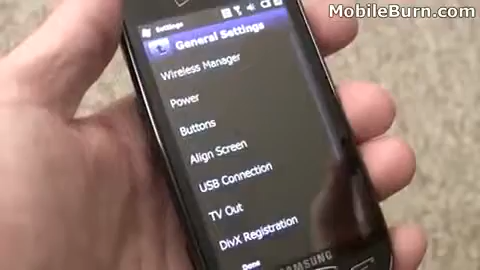 MobileBurn.com
Settings
General Settings
Wireless Manager
Power
Buttons
Align Screen
USB Connection
TV Out
DivX Registration
Done
SAMSUNG